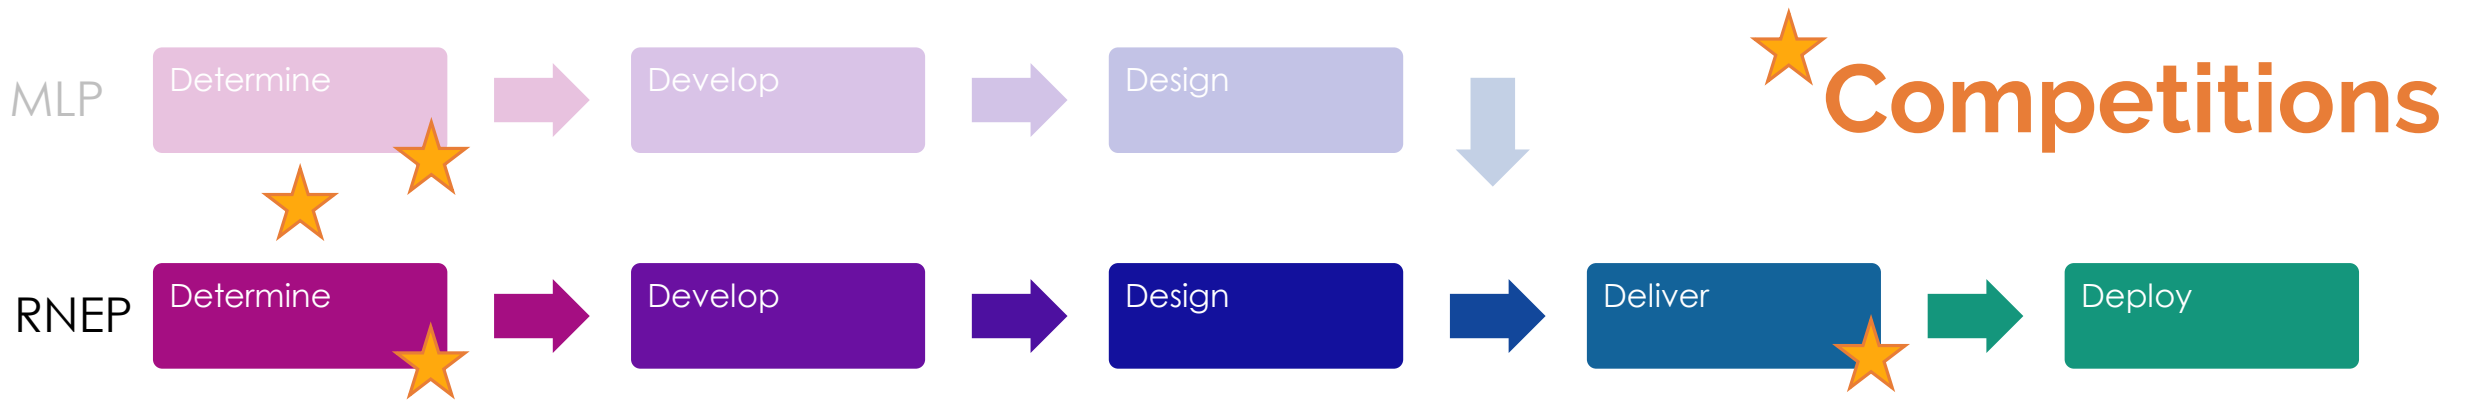 MLP
Determine
Develop
Design
Competitions
RNEP
Determine
Develop
Design
Deliver
Deploy